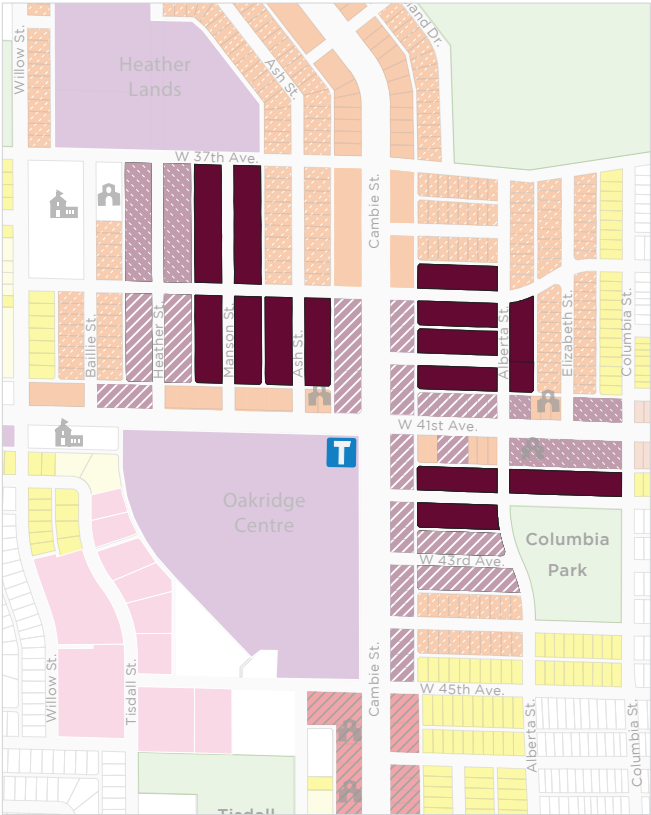 land Dr.
Willow St.
Heather
Lands
Ash St.
W 37th Ave.
Cambie St.
Baillie St.
Heather St.
Manson St.
Ash St.
Alberta St.
Elizabeth St.
Columbia St.
W 41st Ave.
T
Oakridge
Centre
Columbia
Park
W 43rd Ave.
Willow St.
Tisdall St.
Cambie St.
W 45th Ave.
Alberta St.
Columbia St.
Tisdall